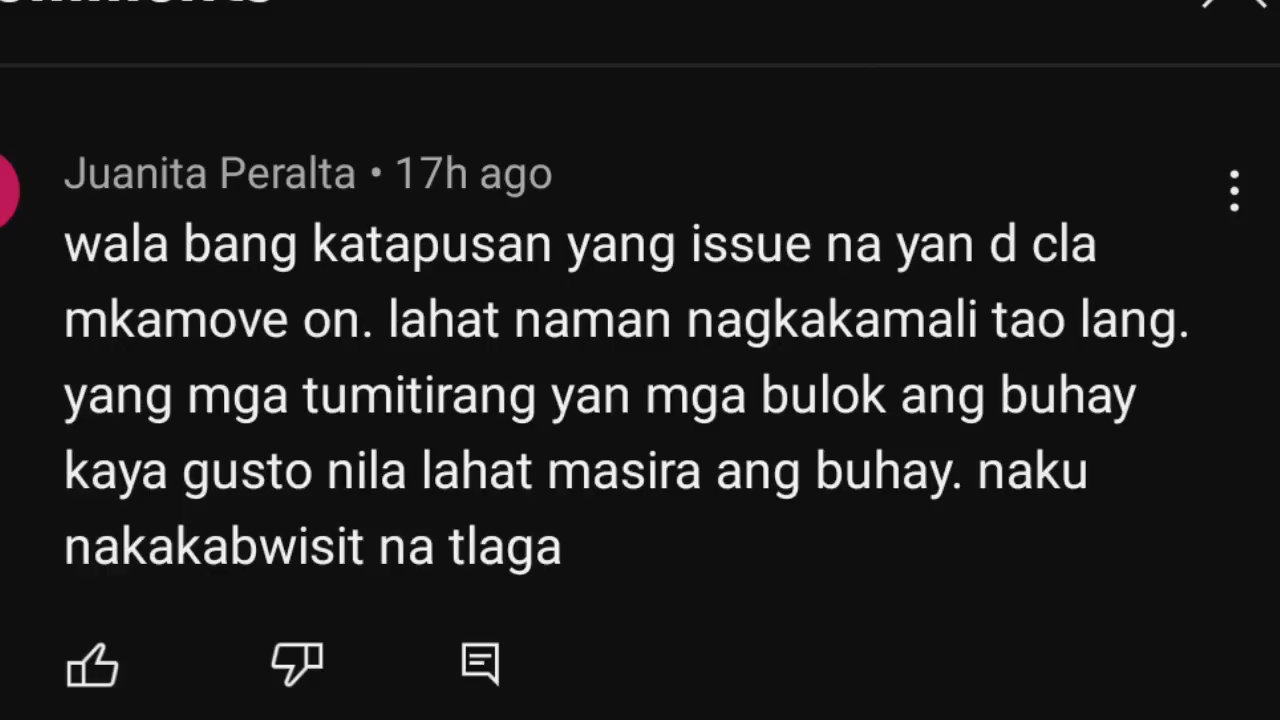 Juanita Peralta • 17h ago
wala bang katapusan yang issue na yan d cla
mkamove on. lahat naman nagkakamali tao lang.
yang mga tumitirang yan mga bulok ang buhay
kaya gusto nila lahat masira ang buhay. naku
nakakabwisit na tlaga